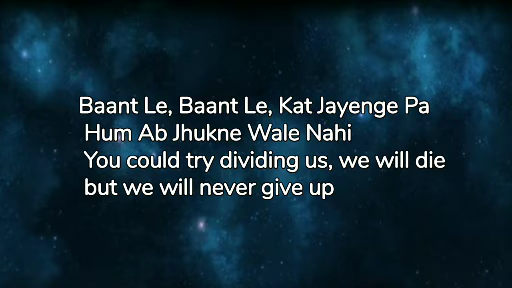 Baant Le, Baant Le, Kat Jayenge Pa
Hum Ab Jhukne Wale Nahi
You could try dividing us, we will die
but we will never give up